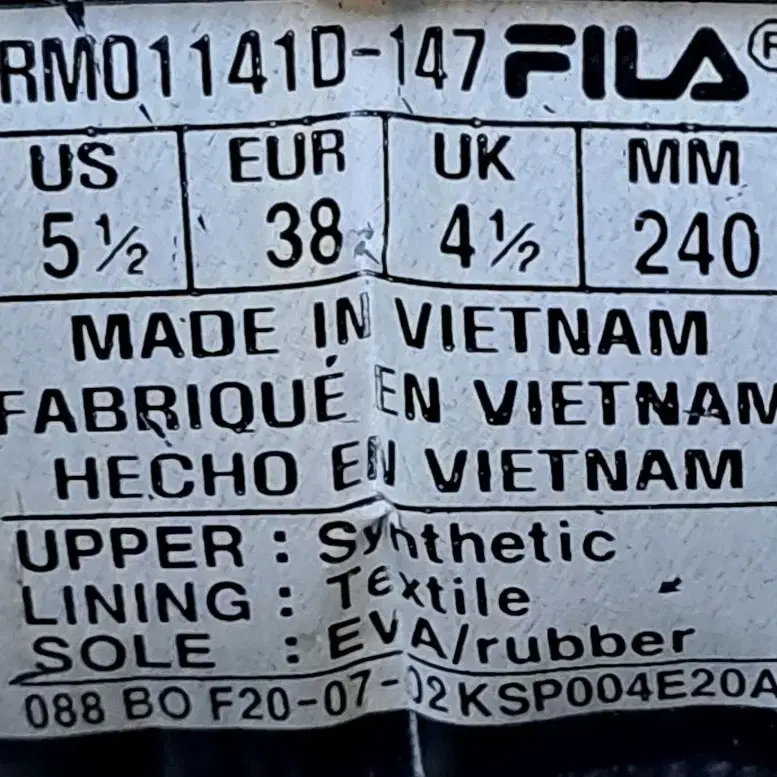 RM01141D-147 FILA®
US EUR UK MM
5½ 38 4½ 240
MADE IN VIETNAM
FABRIQUÉ EN VIETNAM
HECHO EN VIETNAM
UPPER : Synthetic
LINING : Textile
SOLE : EVA/rubber
088 BO F20-07-02KSP004E20A